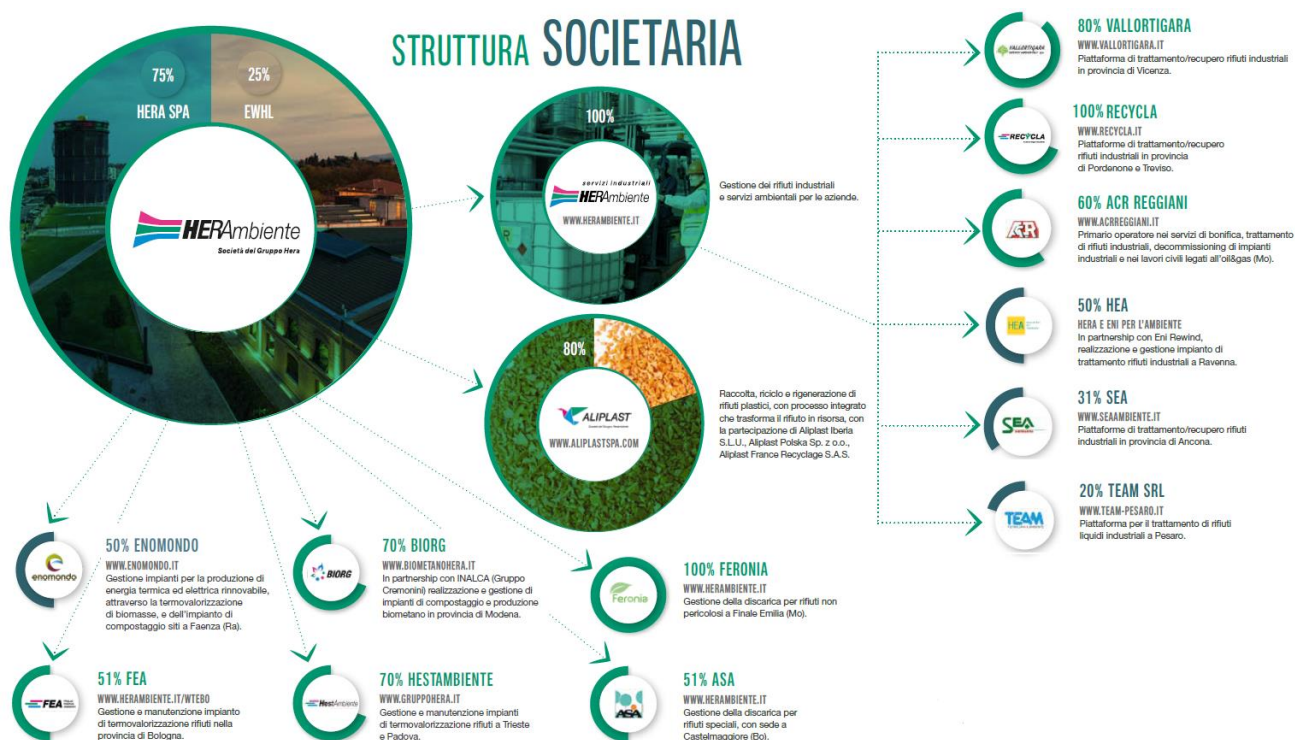 STRUTTURA SOCIETARIA
75%
HERA SPA
25%
EWHL
HERAmbiente
Società del Gruppo Hera
100%
servizi industriali
HERAmbiente
WWW.HERAMBIENTE.IT
Gestione dei rifiuti industriali
e servizi ambientali per le aziende.
80%
ALIPLAST
WWW.ALIPLASTSPA.COM
Raccolta, riciclo e rigenerazione di
rifiuti plastici, con processo integrato
che trasforma il rifiuto in risorsa, con
la partecipazione di Aliplast Iberia
S.L.U., Aliplast Polska Sp. z o.o.,
Aliplast France Recyclage S.A.S.
VALLORTIGARA
80% VALLORTIGARA
WWW.VALLORTIGARA.IT
Piattaforma di trattamento/recupero rifiuti industriali
in provincia di Vicenza.
RECYCLA
100% RECYCLA
WWW.RECYCLA.IT
Piattaforme di trattamento/recupero
rifiuti industriali in provincia
di Pordenone e Treviso.
ACR
60% ACR REGGIANI
WWW.ACRREGGIANI.IT
Primario operatore nei servizi di bonifica, trattamento
di rifiuti industriali, decommissioning di impianti
industriali e nei lavori civili legati all'oil&gas (Mo).
HEA
50% HEA
HERA E ENI PER L'AMBIENTE
In partnership con Eni Rewind,
realizzazione e gestione impianto di
trattamento rifiuti industriali a Ravenna.
SEA
31% SEA
WWW.SEAAMBIENTE.IT
Piattaforme di trattamento/recupero rifiuti
industriali in provincia di Ancona.
TEAM
20% TEAM SRL
WWW.TEAM-PESARO.IT
Piattaforma per il trattamento di rifiuti
liquidi industriali a Pesaro.
enomondo
50% ENOMONDO
WWW.ENOMONDO.IT
Gestione impianti per la produzione di
energia termica ed elettrica rinnovabile,
attraverso la termovalorizzazione
di biomasse, e dell'impianto di
compostaggio siti a Faenza (Ra).
BIORG
70% BIORG
WWW.BIOMETANOHERA.IT
In partnership con INALCA (Gruppo
Cremonini) realizzazione e gestione di
impianti di compostaggio e produzione
biometano in provincia di Modena.
Feronia
100% FERONIA
WWW.HERAMBIENTE.IT
Gestione della discarica per rifiuti non
pericolosi a Finale Emilia (Mo).
FEA
51% FEA
WWW.HERAMBIENTE.IT/WTEBO
Gestione e manutenzione impianto
di termovalorizzazione rifiuti nella
provincia di Bologna.
HestAmbiente
70% HESTAMBIENTE
WWW.GRUPPOHERA.IT
Gestione e manutenzione impianti
di termovalorizzazione rifiuti a Trieste
e Padova.
ASA
51% ASA
WWW.HERAMBIENTE.IT
Gestione della discarica per
rifiuti speciali, con sede a
Castelmaggiore (Bo).